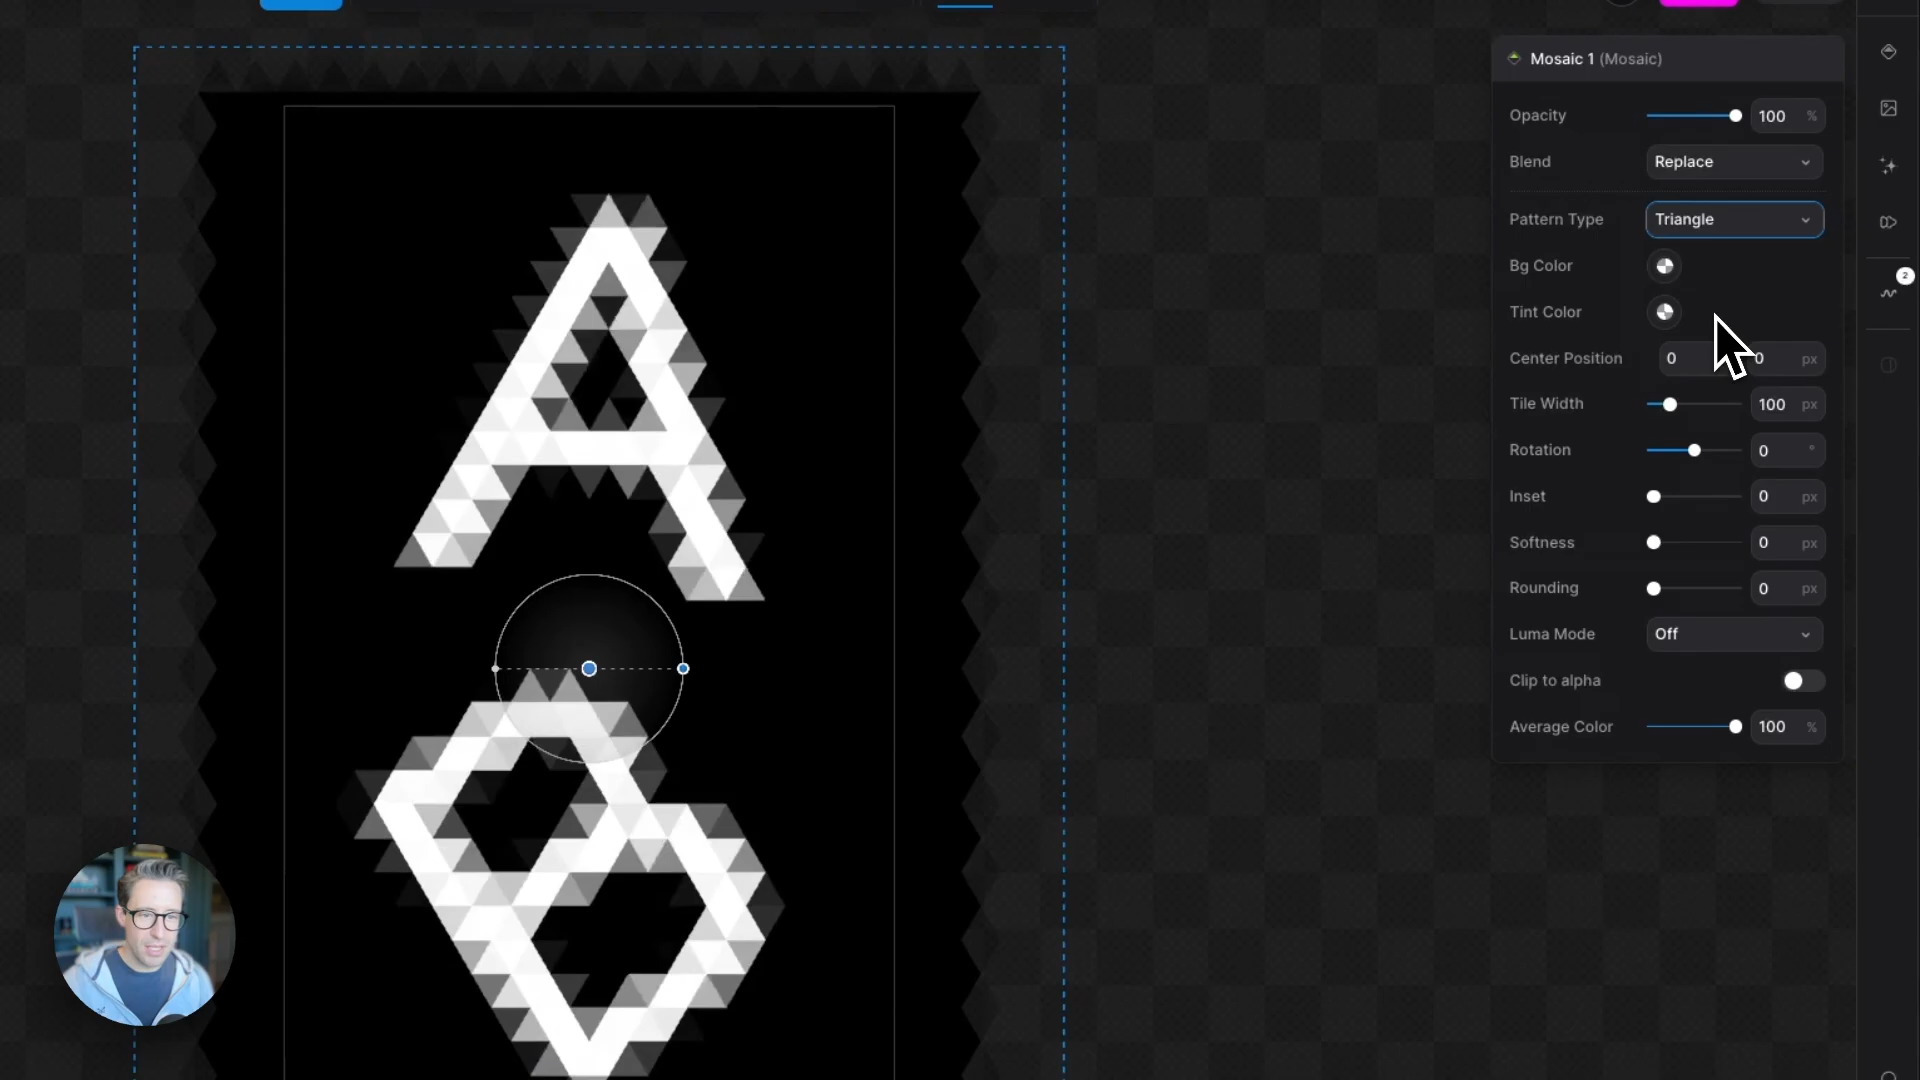 Mosaic 1 (Mosaic)
Opacity 100 %
Blend Replace
Pattern Type Triangle
Bg Color
Tint Color
Center Position 0 0 px
Tile Width 100 px
Rotation 0 °
Inset 0 px
Softness 0 px
Rounding 0 px
Luma Mode Off
Clip to alpha
Average Color 100 %
2
A